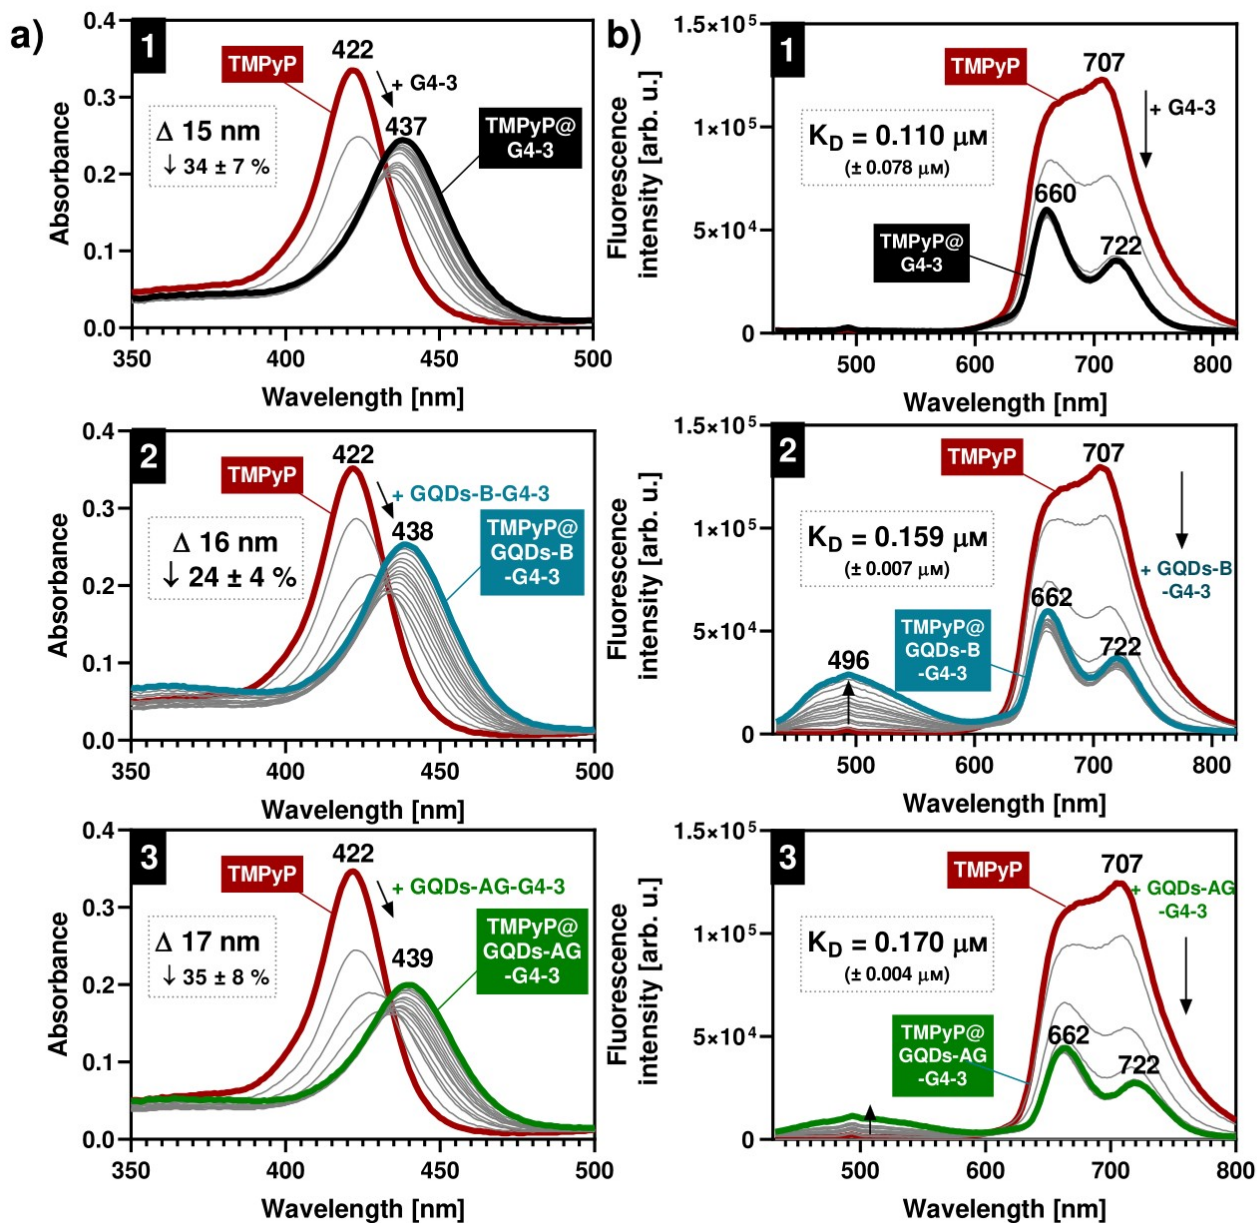 a)
1
TMPyP
422
+ G4-3
437
TMPyP@
G4-3
Δ 15 nm
↓ 34 ± 7 %
Absorbance
0.4
0.3
0.2
0.1
0.0
350 400 450 500
Wavelength [nm]
b)
1
TMPyP
707
+ G4-3
K_D = 0.110 μM
(± 0.078 μM)
660
722
TMPyP@
G4-3
Fluorescence
intensity [arb. u.]
1.5×10⁵
1×10⁵
5×10⁴
0
500 600 700 800
Wavelength [nm]
2
TMPyP
422
+ GQDs-B-G4-3
438
TMPyP@
GQDs-B
-G4-3
Δ 16 nm
↓ 24 ± 4 %
Absorbance
0.4
0.3
0.2
0.1
0.0
350 400 450 500
Wavelength [nm]
2
TMPyP
707
+ GQDs-B
-G4-3
K_D = 0.159 μM
(± 0.007 μM)
662
722
496
TMPyP@
GQDs-B
-G4-3
Fluorescence
intensity [arb. u.]
1.5×10⁵
1×10⁵
5×10⁴
0
500 600 700 800
Wavelength [nm]
3
TMPyP
422
+ GQDs-AG-G4-3
439
TMPyP@
GQDs-AG
-G4-3
Δ 17 nm
↓ 35 ± 8 %
Absorbance
0.4
0.3
0.2
0.1
0.0
350 400 450 500
Wavelength [nm]
3
TMPyP
707
+ GQDs-AG
-G4-3
K_D = 0.170 μM
(± 0.004 μM)
662
722
TMPyP@
GQDs-AG
-G4-3
Fluorescence
intensity [arb. u.]
1.5×10⁵
1×10⁵
5×10⁴
0
500 600 700 800
Wavelength [nm]